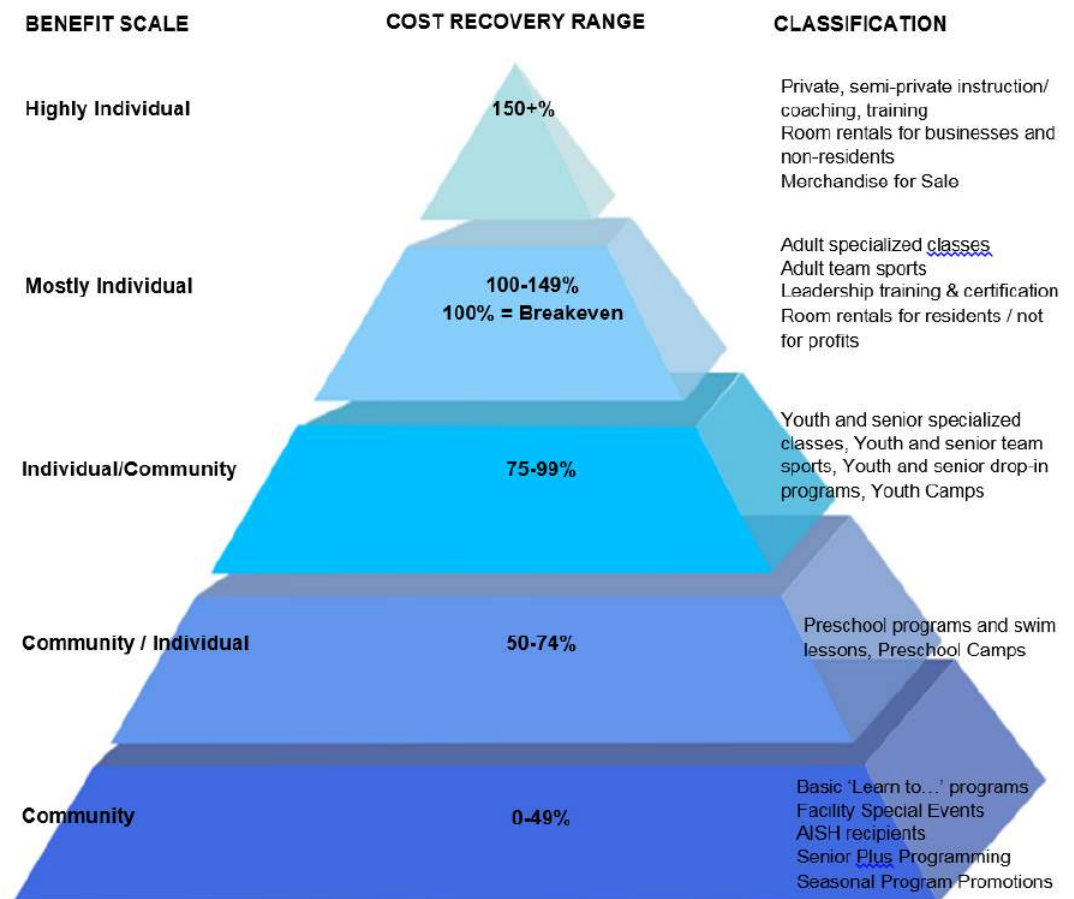 BENEFIT SCALE
COST RECOVERY RANGE
CLASSIFICATION
Highly Individual
150+%
Private, semi-private instruction/
coaching, training
Room rentals for businesses and
non-residents
Merchandise for Sale
Mostly Individual
100-149%
100% = Breakeven
Adult specialized classes
Adult team sports
Leadership training & certification
Room rentals for residents / not
for profits
Individual/Community
75-99%
Youth and senior specialized
classes, Youth and senior team
sports, Youth and senior drop-in
programs, Youth Camps
Community / Individual
50-74%
Preschool programs and swim
lessons, Preschool Camps
Community
0-49%
Basic ‘Learn to…’ programs
Facility Special Events
AISH recipients
Senior Plus Programming
Seasonal Program Promotions